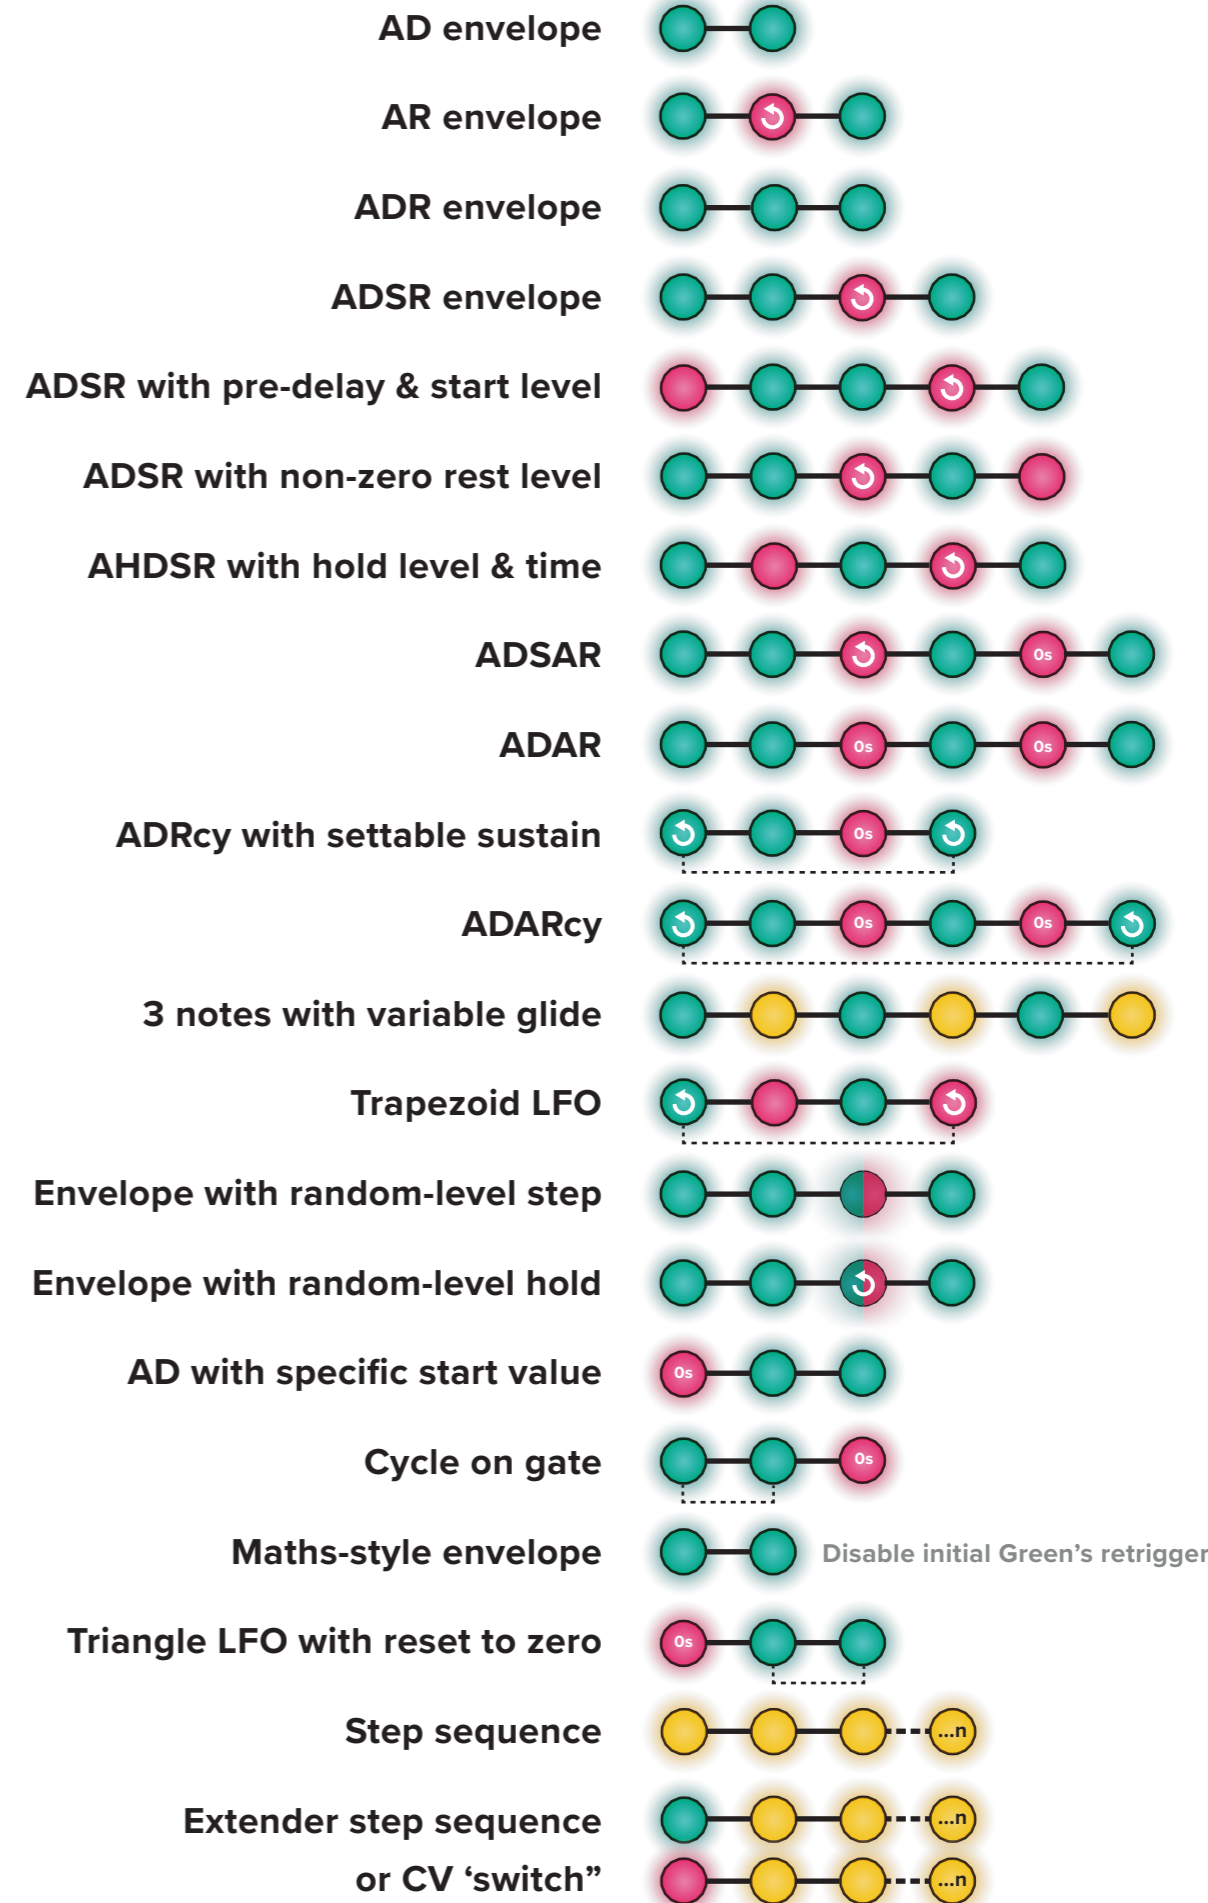 AD envelope
AR envelope
ADR envelope
ADSR envelope
ADSR with pre-delay & start level
ADSR with non-zero rest level
AHDSR with hold level & time
ADSAR 0s
ADAR 0s 0s
ADRcy with settable sustain 0s
ADARcy 0s 0s
3 notes with variable glide
Trapezoid LFO
Envelope with random-level step
Envelope with random-level hold
AD with specific start value 0s
Cycle on gate 0s
Maths-style envelope Disable initial Green’s retrigger
Triangle LFO with reset to zero 0s
Step sequence ...n
Extender step sequence ...n
or CV ‘switch” ...n